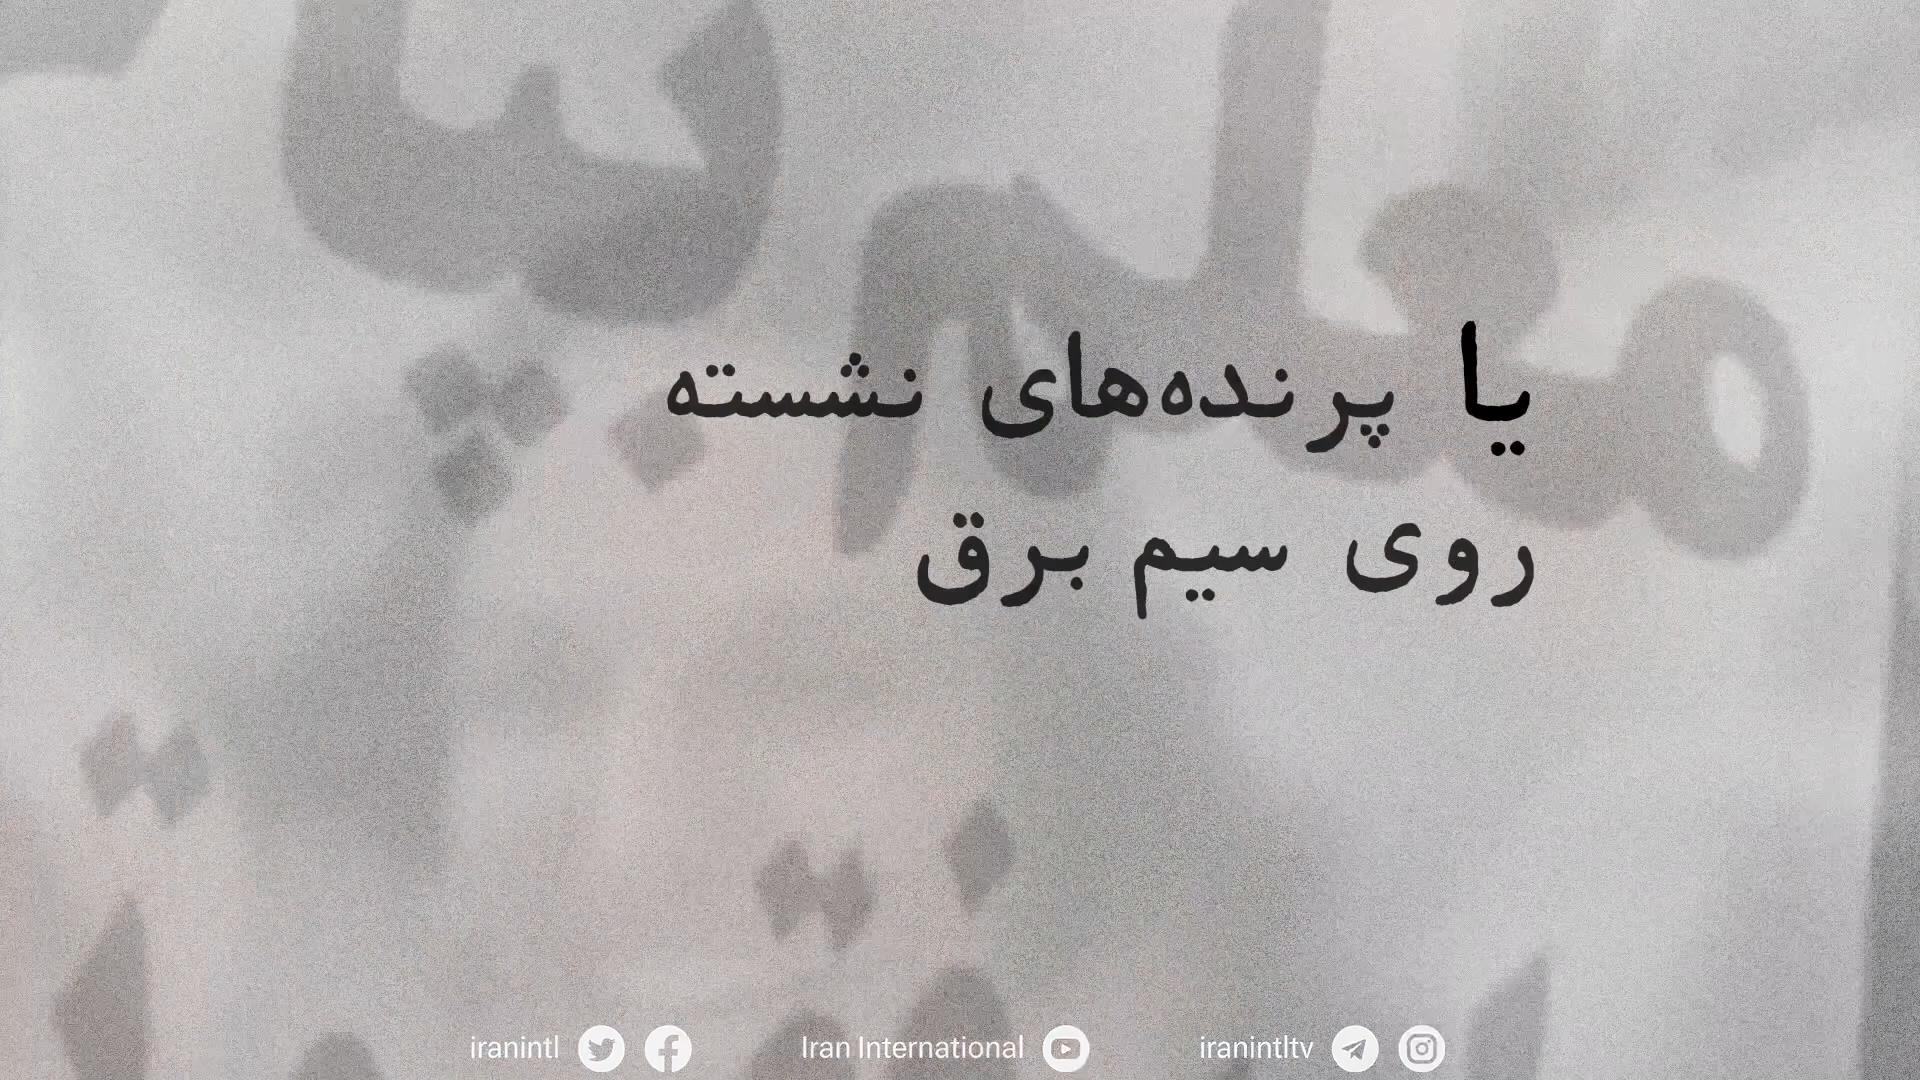 یا پرنده‌های نشسته
روی سیم برق
iranintl
Iran International
iranintltv